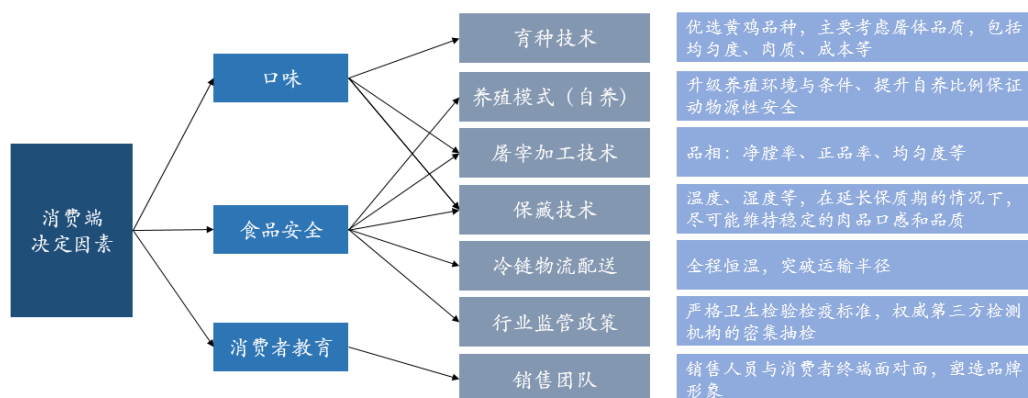 消费端
决定因素
口味
食品安全
消费者教育
育种技术
优选黄鸡品种，主要考虑屠体品质，包括
均匀度、肉质、成本等
养殖模式（自养）
升级养殖环境与条件、提升自养比例保证
动物源性安全
屠宰加工技术
品相：净膛率、正品率、均匀度等
保藏技术
温度、湿度等，在延长保质期的情况下，
尽可能维持稳定的肉品口感和品质
冷链物流配送
全程恒温，突破运输半径
行业监管政策
严格卫生检验检疫标准，权威第三方检测
机构的密集抽检
销售团队
销售人员与消费者终端面对面，塑造品牌
形象